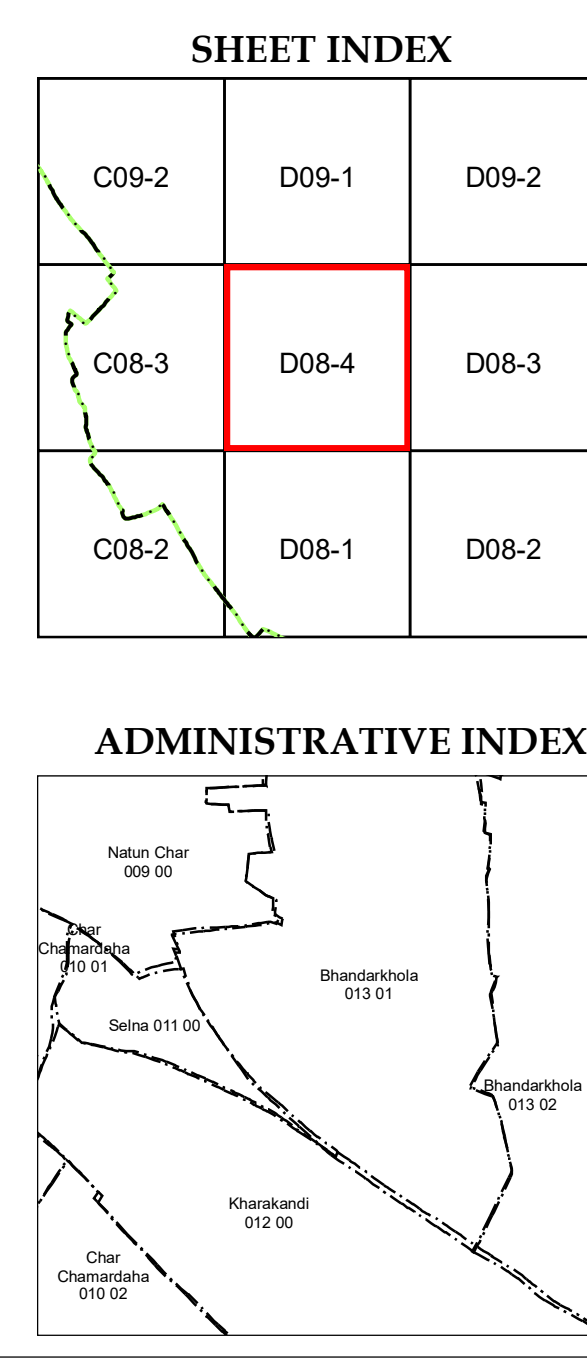 SHEET INDEX
C09-2
D09-1
D09-2
C08-3
D08-4
D08-3
C08-2
D08-1
D08-2
ADMINISTRATIVE INDEX
Natun Char
009 00
Char
Chamardaha
010 01
Bhandarkhola
013 01
Selna 011 00
Bhandarkhola
013 02
Kharakandi
012 00
Char
Chamardaha
010 02